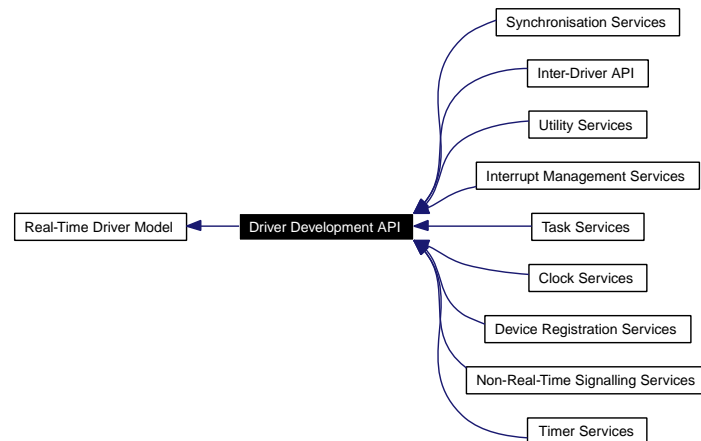 Synchronisation Services
Inter-Driver API
Utility Services
Interrupt Management Services
Real-Time Driver Model
Driver Development API
Task Services
Clock Services
Device Registration Services
Non-Real-Time Signalling Services
Timer Services